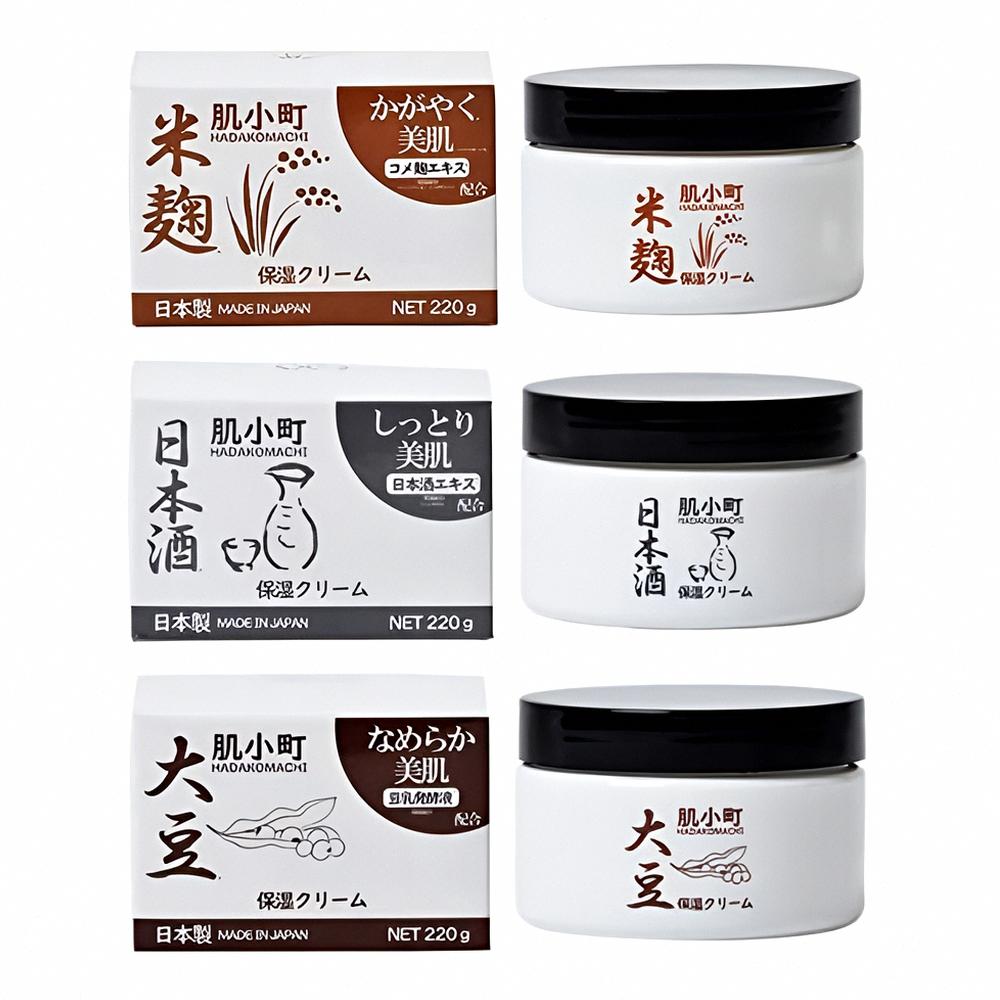 肌小町
HADAKOMACHI
米麹
かがやく
美肌
コメ麹エキス
配合
保湿クリーム
日本製 MADE IN JAPAN NET 220g
米麹
肌小町
HADAKOMACHI
保湿クリーム
肌小町
HADAKOMACHI
日本酒
しっとり
美肌
日本酒エキス
配合
保湿クリーム
日本製 MADE IN JAPAN NET 220g
日本酒
肌小町
HADAKOMACHI
保湿クリーム
肌小町
HADAKOMACHI
大豆
なめらか
美肌
配合
保湿クリーム
日本製 MADE IN JAPAN NET 220g
大豆
肌小町
HADAKOMACHI
保湿クリーム